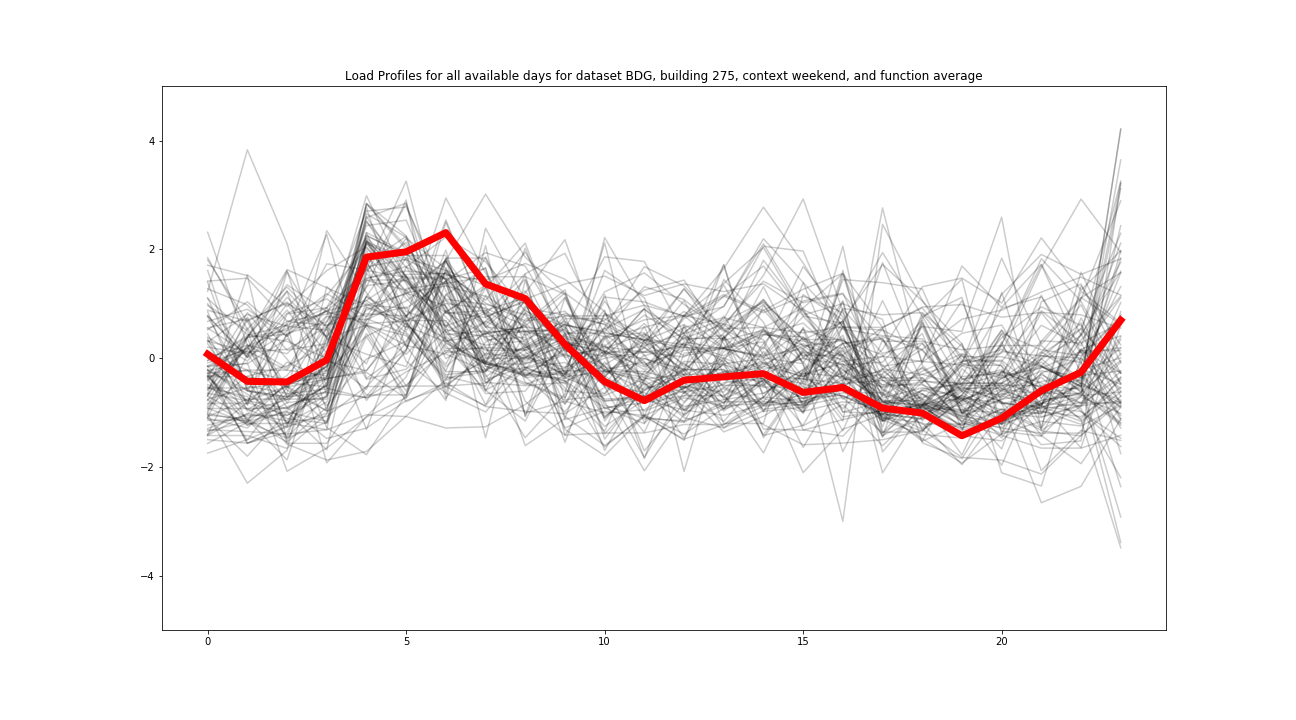 Load Profiles for all available days for dataset BDG, building 275, context weekend, and function average
4
2
0
−2
−4
0 5 10 15 20